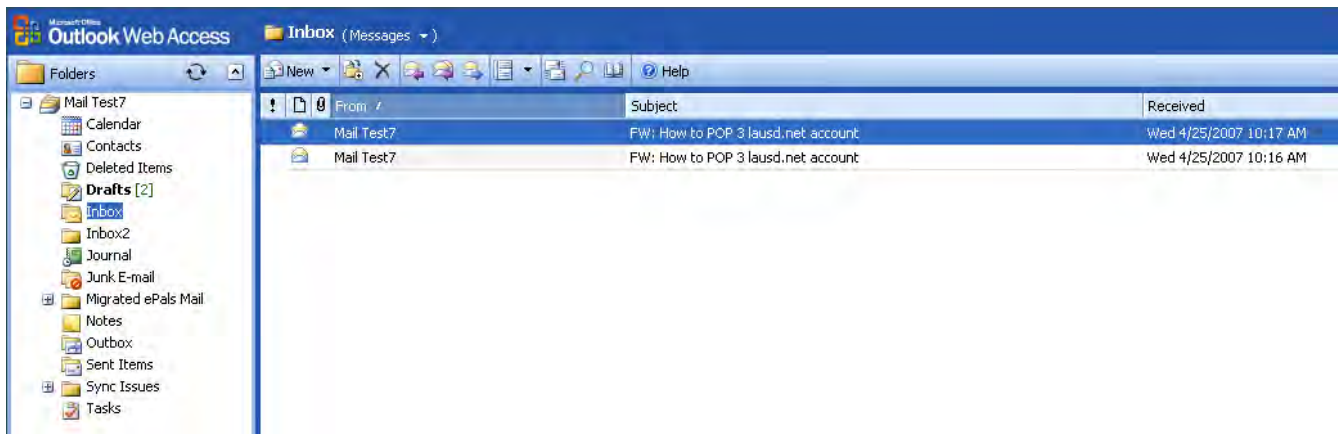 Microsoft Office
Outlook Web Access
Inbox (Messages)
Folders
New
Help
Mail Test7
Calendar
Contacts
Deleted Items
Drafts [2]
Inbox
Inbox2
Journal
Junk E-mail
Migrated ePals Mail
Notes
Outbox
Sent Items
Sync Issues
Tasks
! From / Subject Received
Mail Test7 FW: How to POP 3 lausd.net account Wed 4/25/2007 10:17 AM
Mail Test7 FW: How to POP 3 lausd.net account Wed 4/25/2007 10:16 AM